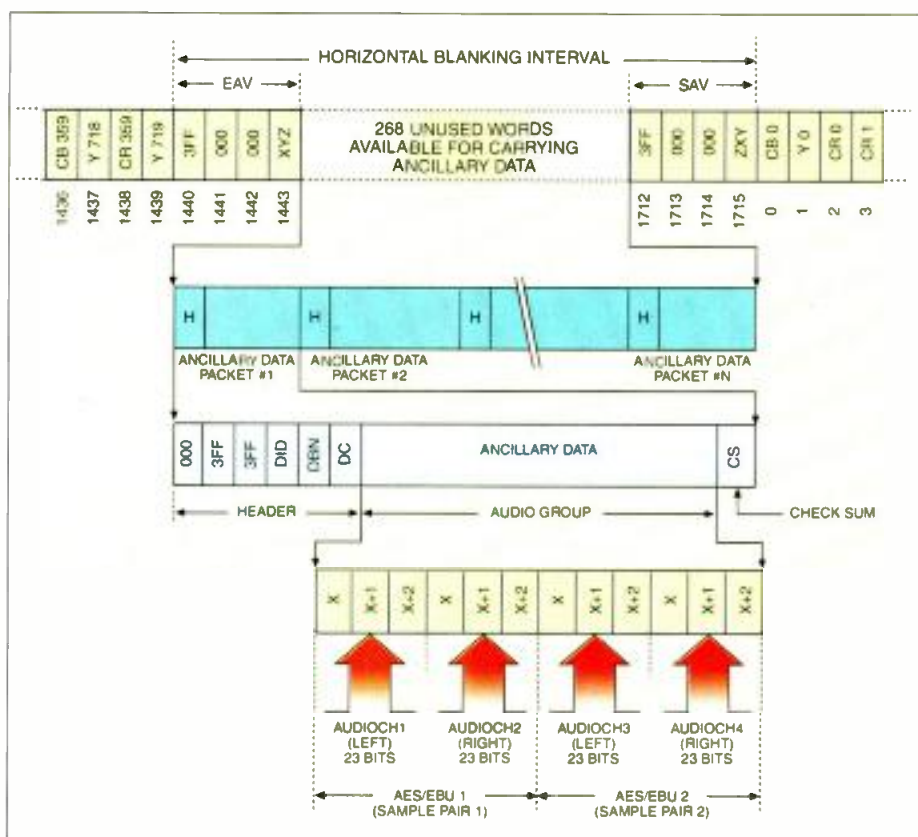 HORIZONTAL BLANKING INTERVAL
EAV
SAV
CB 359
Y 718
CR 359
Y 719
3FF
000
000
XYZ
268 UNUSED WORDS
AVAILABLE FOR CARRYING
ANCILLARY DATA
3FF
000
000
ZXY
CB 0
Y 0
CR 0
CR 1
1436
1437
1438
1439
1440
1441
1442
1443
1712
1713
1714
1715
0
1
2
3
H
H
H
H
ANCILLARY DATA
PACKET #1
ANCILLARY DATA
PACKET #2
ANCILLARY DATA
PACKET #N
000
3FF
3FF
DID
DBN
DC
ANCILLARY DATA
CS
HEADER
AUDIO GROUP
CHECK SUM
X
X+1
X+2
X
X+1
X+2
X
X+1
X+2
X
X+1
X+2
AUDIOCH1
(LEFT)
23 BITS
AUDIOCH2
(RIGHT)
23 BITS
AUDIOCH3
(LEFT)
23 BITS
AUDIOCH4
(RIGHT)
23 BITS
AES/EBU 1
(SAMPLE PAIR 1)
AES/EBU 2
(SAMPLE PAIR 2)